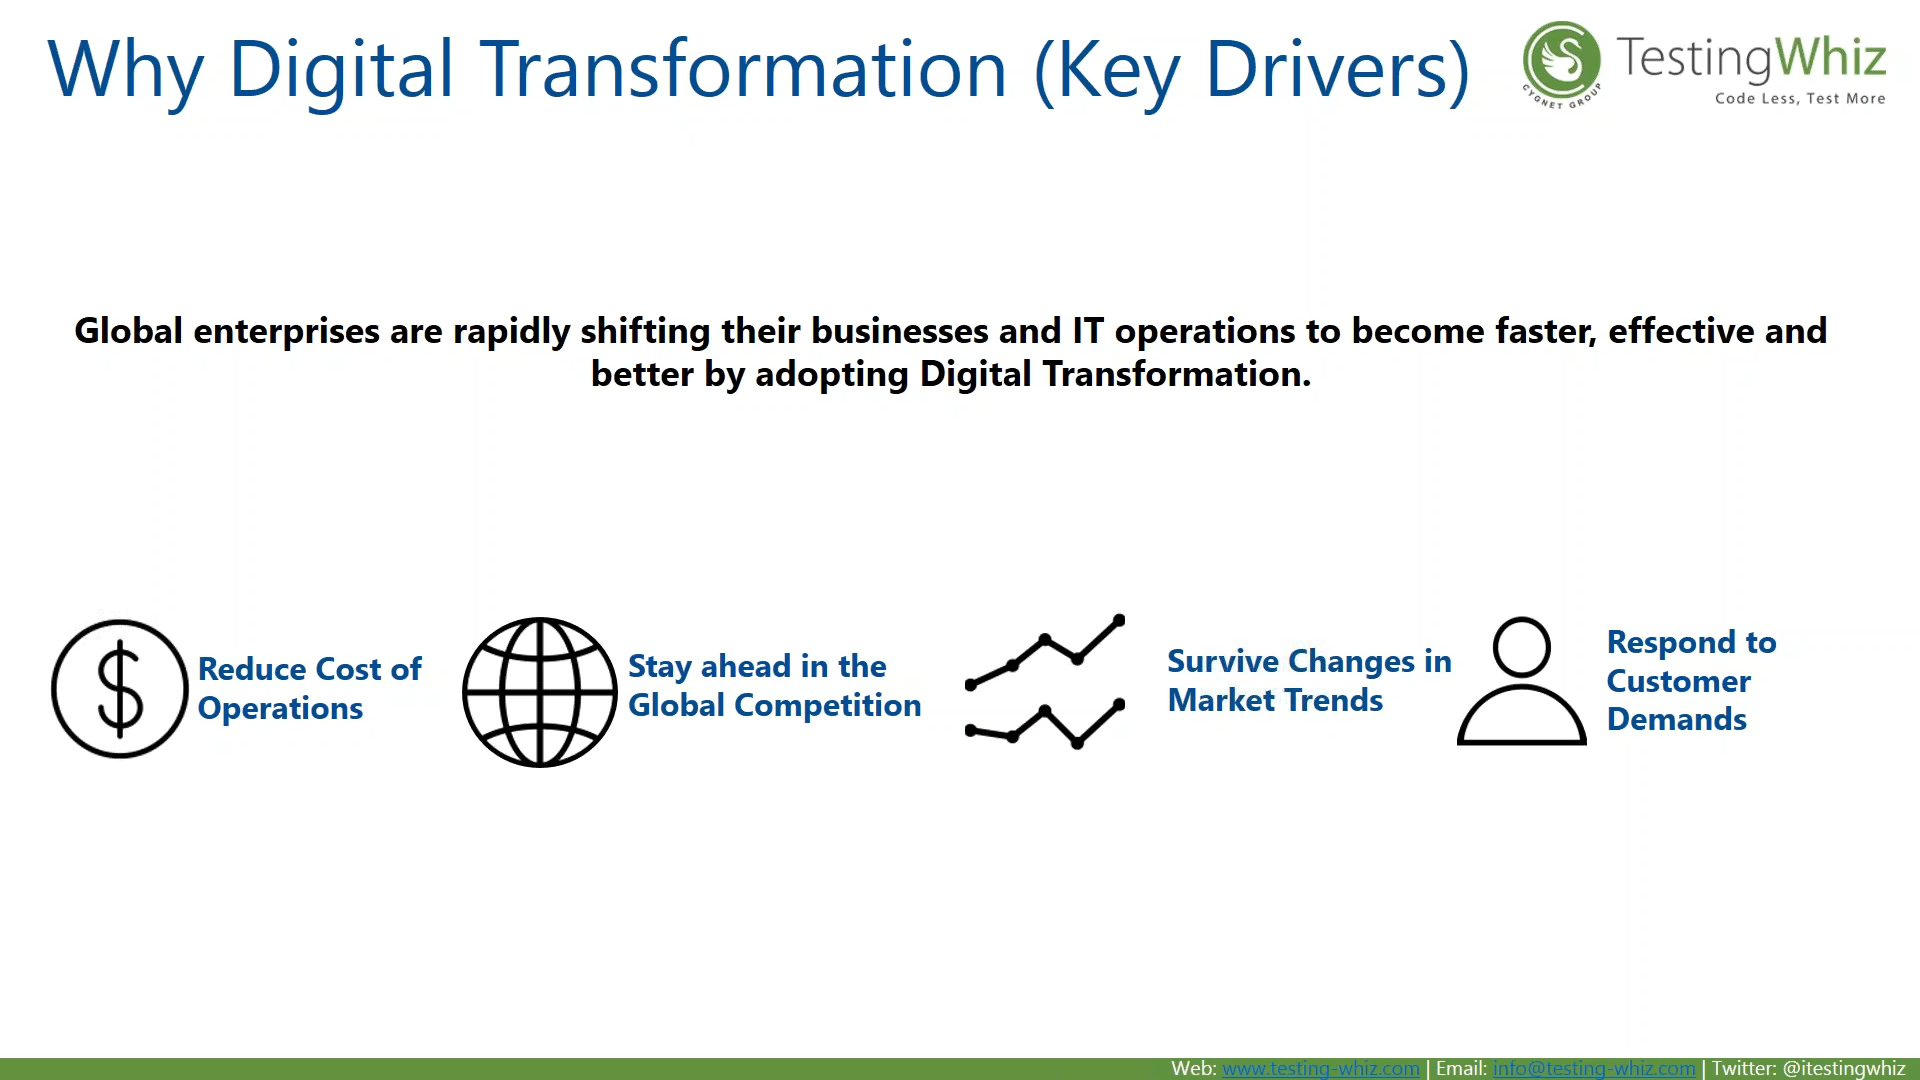 Why Digital Transformation (Key Drivers)
CYGNET GROUP
TestingWhiz
Code Less, Test More
Global enterprises are rapidly shifting their businesses and IT operations to become faster, effective and
better by adopting Digital Transformation.
Reduce Cost of
Operations
Stay ahead in the
Global Competition
Survive Changes in
Market Trends
Respond to
Customer
Demands
Web: www.testing-whiz.com | Email: info@testing-whiz.com | Twitter: @itestingwhiz